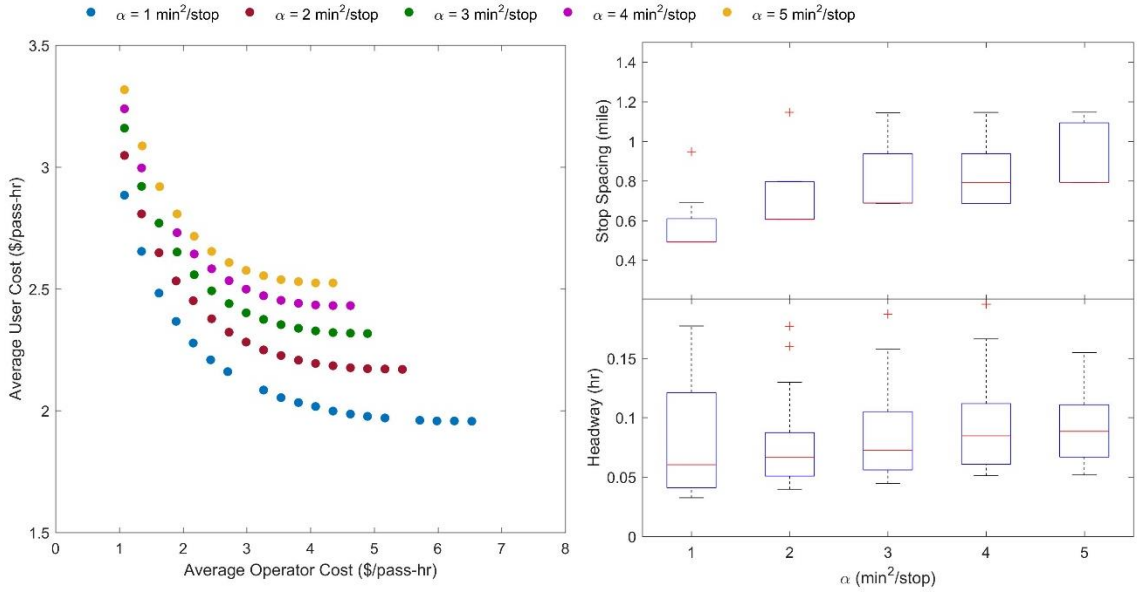 α = 1 min²/stop α = 2 min²/stop α = 3 min²/stop α = 4 min²/stop α = 5 min²/stop
3.5
3
2.5
2
1.5
Average User Cost ($/pass-hr)
0 1 2 3 4 5 6 7 8
Average Operator Cost ($/pass-hr)
1.4
1.2
1
0.8
0.6
0.4
Stop Spacing (mile)
0.15
0.1
0.05
0
Headway (hr)
1 2 3 4 5
α (min²/stop)